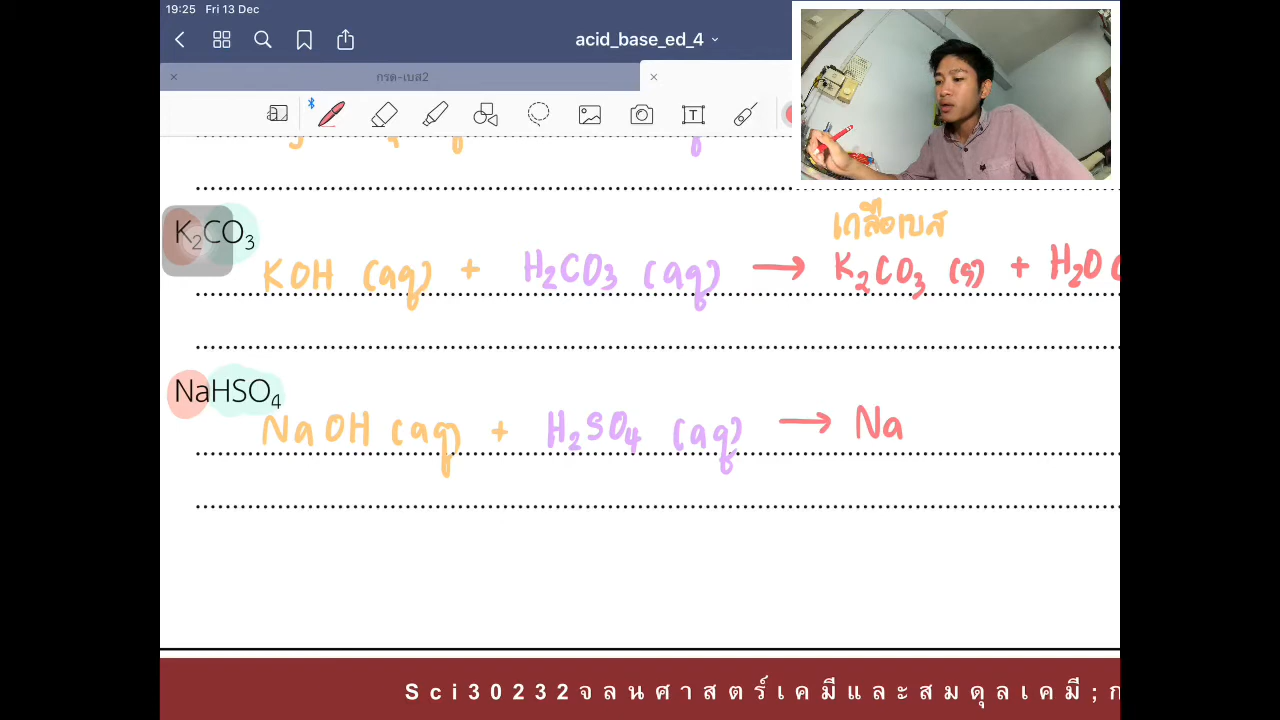 19:25 Fri 13 Dec
acid_base_ed_4
กรด-เบส2
เกลือเบส
K₂CO₃
KOH (aq) + H₂CO₃ (aq) → K₂CO₃ (s) + H₂O (
NaHSO₄
NaOH (aq) + H₂SO₄ (aq) → Na
Sci30232จลนศาสตร์เคมีและสมดุลเคมี;ก